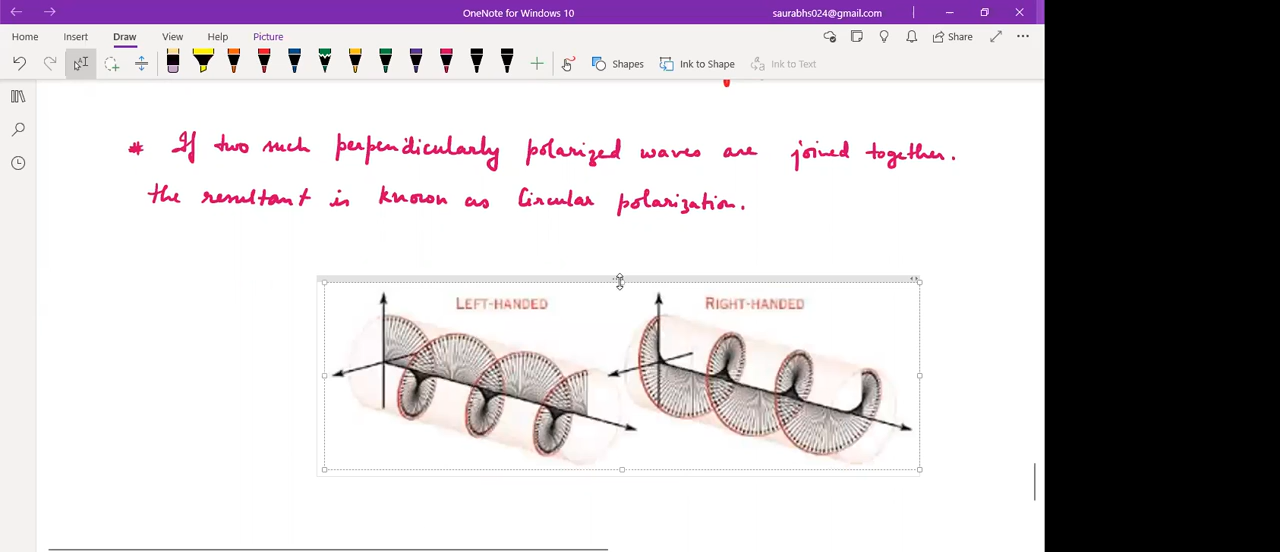 OneNote for Windows 10
saurabhs024@gmail.com
Home Insert Draw View Help Picture
Share
Shapes Ink to Shape Ink to Text
* If two such perpendicularly polarized waves are joined together.
the resultant is known as Circular polarization.
LEFT-HANDED RIGHT-HANDED